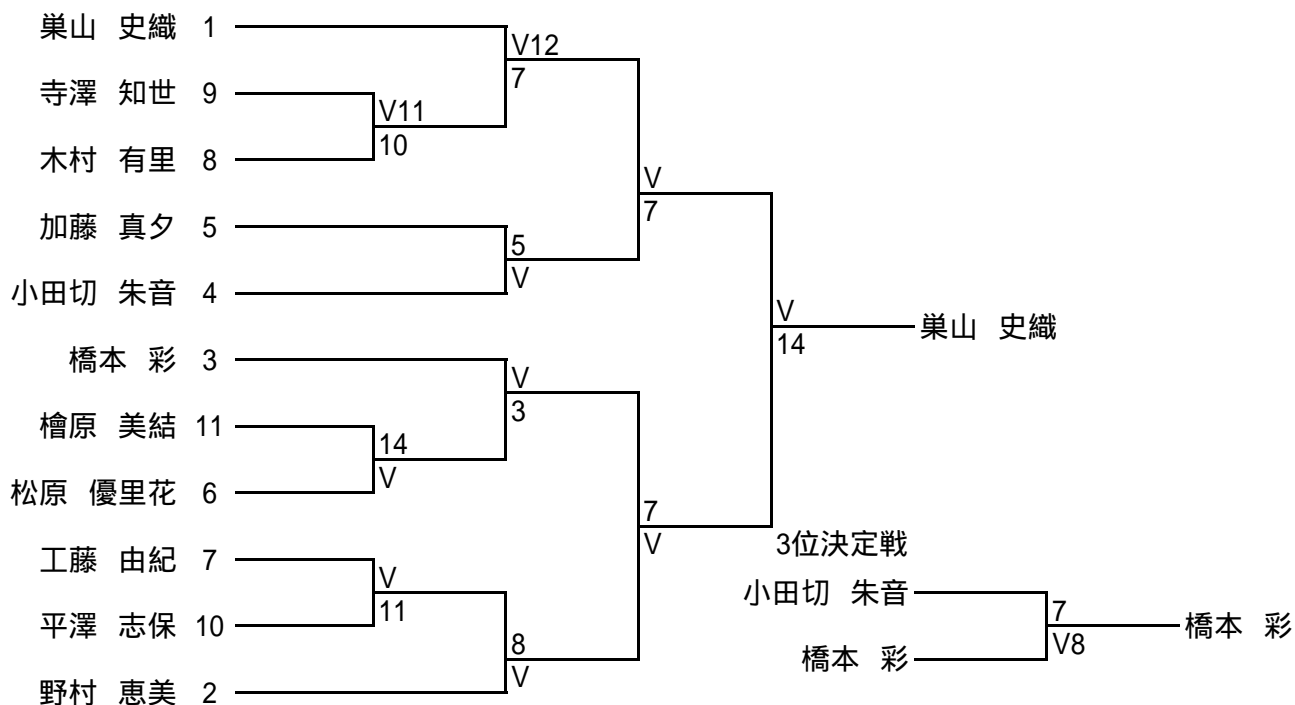 巣山 史織 1
V12
7
寺澤 知世 9
V11
10
木村 有里 8
V
7
加藤 真夕 5
5
V
小田切 朱音 4
V
14
巣山 史織
橋本 彩 3
V
3
檜原 美結 11
14
V
松原 優里花 6
7
V
工藤 由紀 7
V
11
平澤 志保 10
8
V
野村 恵美 2
3位決定戦
小田切 朱音
7
V8
橋本 彩
橋本 彩